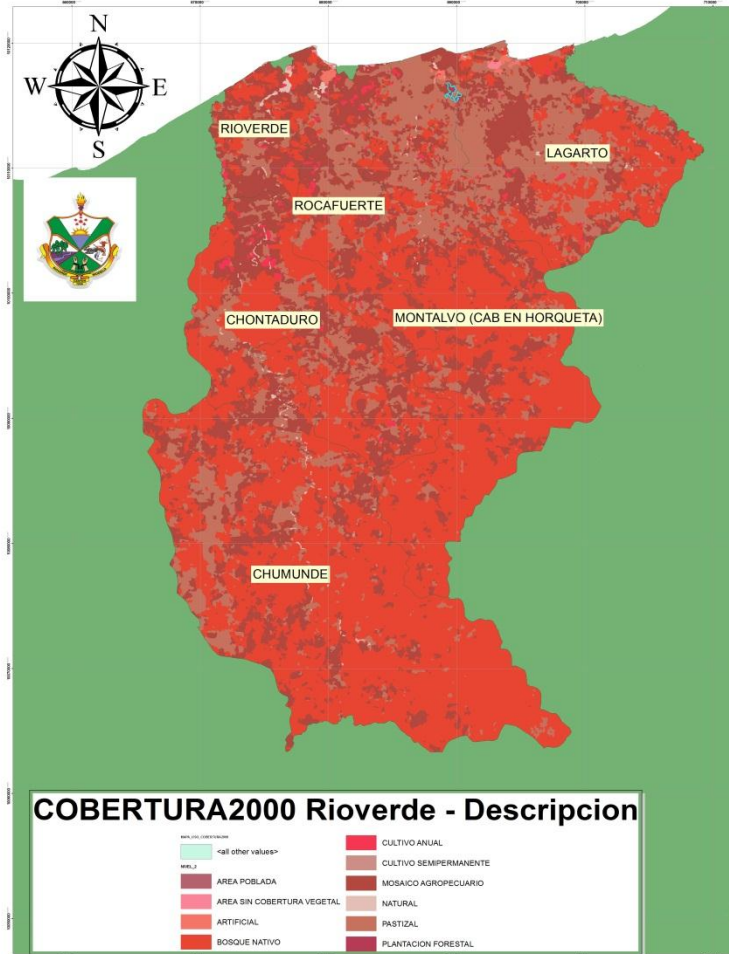 N
W
E
S
RIOVERDE
LAGARTO
ROCAFUERTE
CHONTADURO
MONTALVO (CAB EN HORQUETA)
CHUMUNDE
COBERTURA2000 Rioverde - Descripcion
<all other values>
NIVEL_2
AREA POBLADA
AREA SIN COBERTURA VEGETAL
ARTIFICIAL
BOSQUE NATIVO
CULTIVO ANUAL
CULTIVO SEMIPERMANENTE
MOSAICO AGROPECUARIO
NATURAL
PASTIZAL
PLANTACION FORESTAL